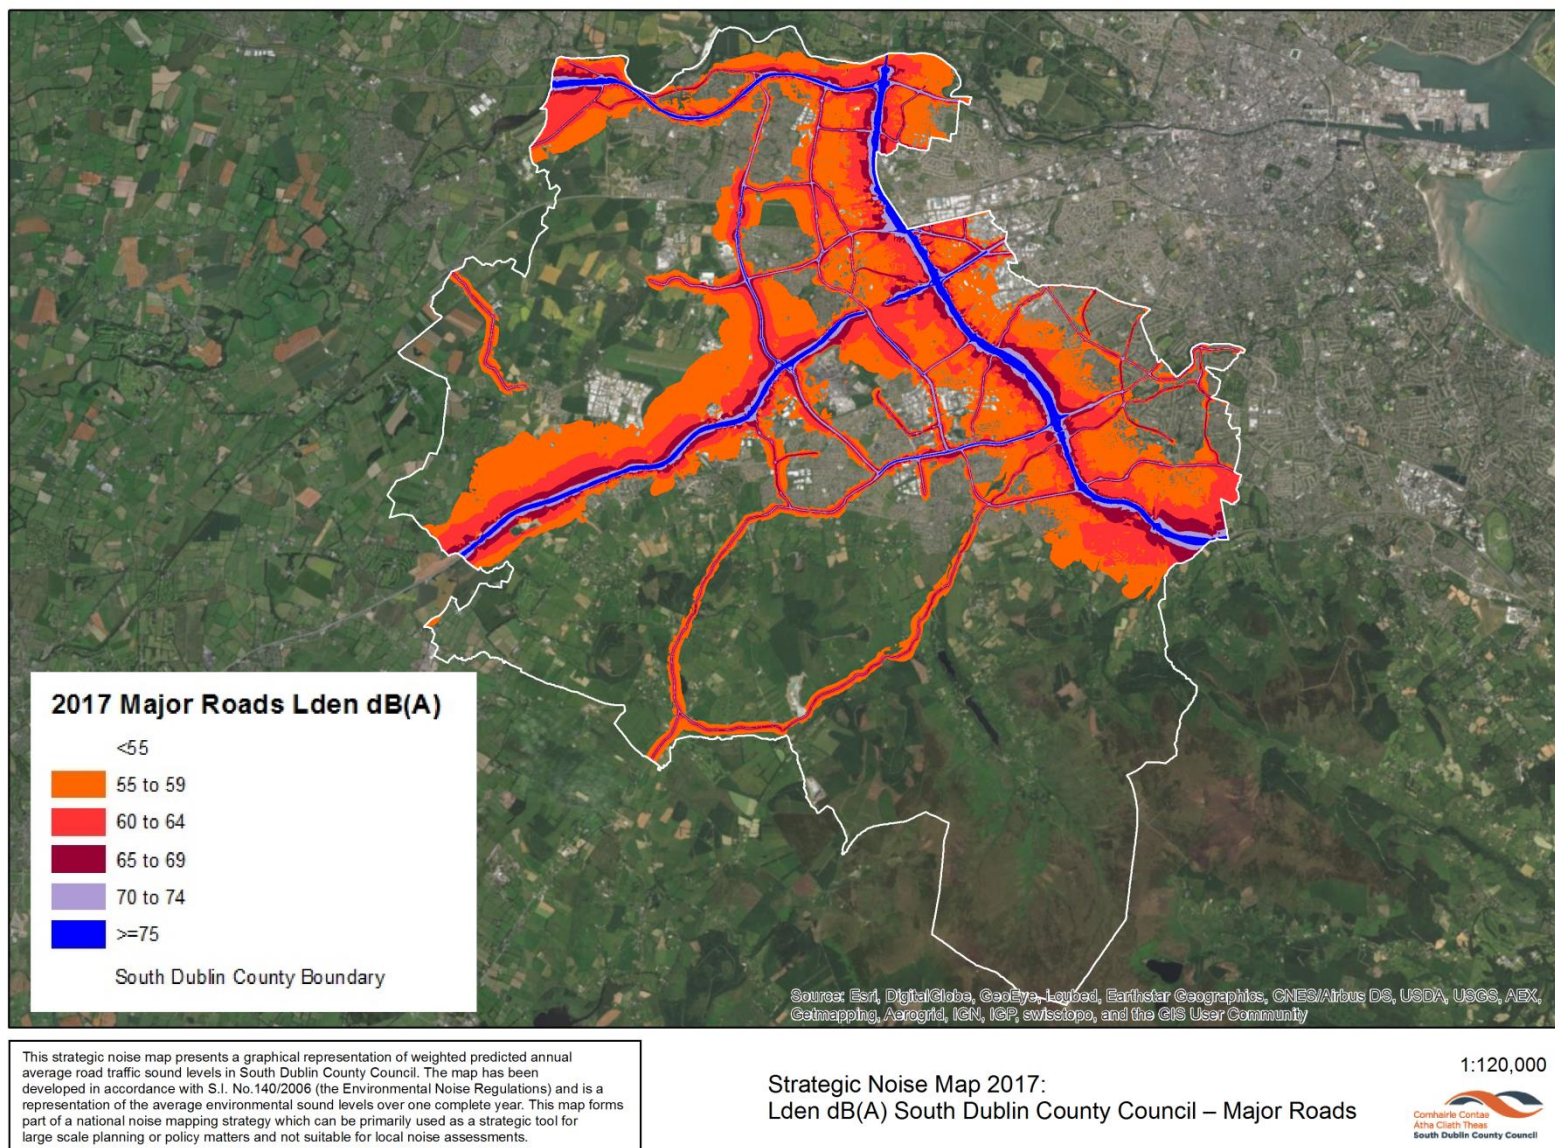 2017 Major Roads Lden dB(A)
<55
55 to 59
60 to 64
65 to 69
70 to 74
>=75
South Dublin County Boundary
Source: Esri, DigitalGlobe, GeoEye, i-cubed, Earthstar Geographics, CNES/Airbus DS, USDA, USGS, AEX,
Getmapping, Aerogrid, IGN, IGP, swisstopo, and the GIS User Community
This strategic noise map presents a graphical representation of weighted predicted annual
average road traffic sound levels in South Dublin County Council. The map has been
developed in accordance with S.I. No.140/2006 (the Environmental Noise Regulations) and is a
representation of the average environmental sound levels over one complete year. This map forms
part of a national noise mapping strategy which can be primarily used as a strategic tool for
large scale planning or policy matters and not suitable for local noise assessments.
Strategic Noise Map 2017:
Lden dB(A) South Dublin County Council – Major Roads
1:120,000
Comhairle Contae
Átha Cliath Theas
South Dublin County Council